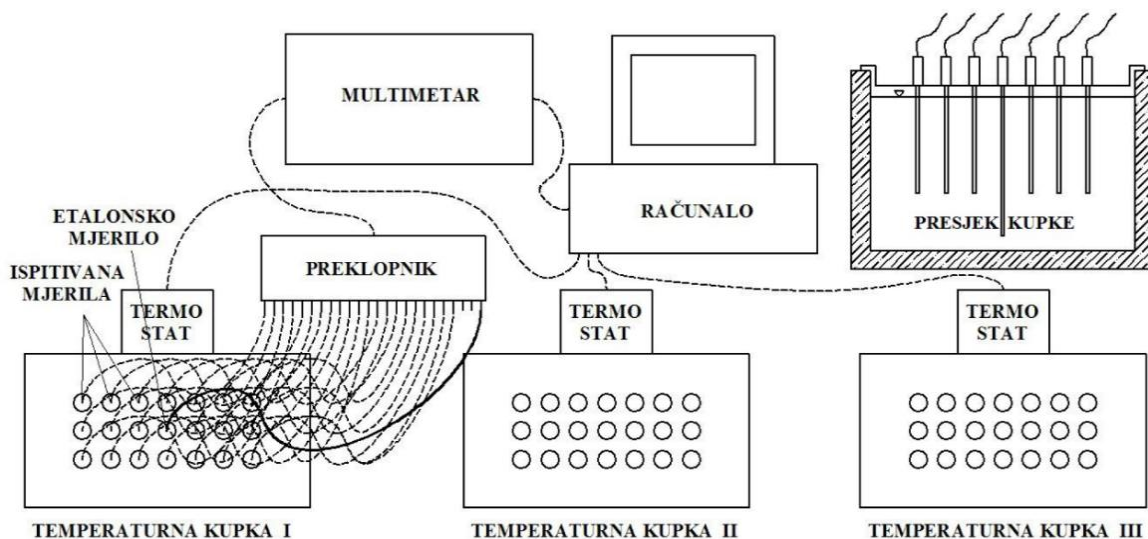 MULTIMETAR
RAČUNALO
PRESJEK KUPKE
ETALONSKO
MJERILO
ISPITIVANA
MJERILA
PREKLOPNIK
TERMO
STAT
TERMO
STAT
TERMO
STAT
TEMPERATURNA KUPKA I
TEMPERATURNA KUPKA II
TEMPERATURNA KUPKA III